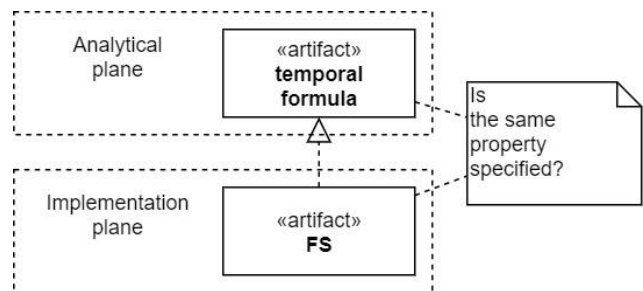 Analytical
plane
«artifact»
temporal
formula
Is
the same
property
specified?
Implementation
plane
«artifact»
FS